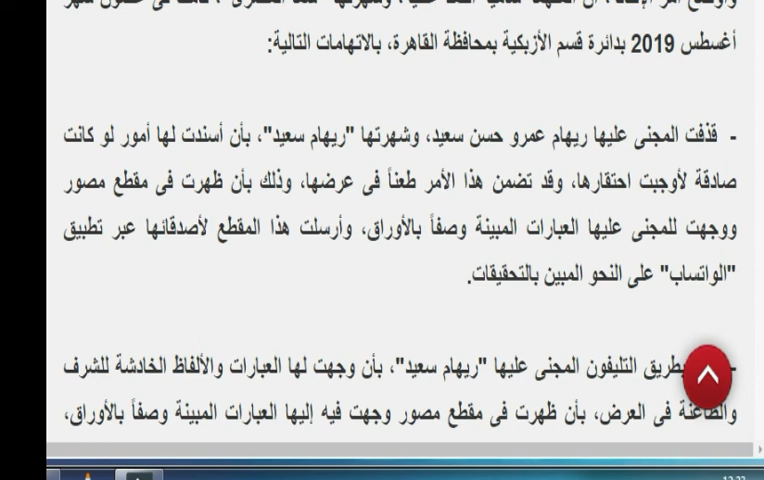 أغسطس 2019 بدائرة قسم الأزبكية بمحافظة القاهرة، بالاتهامات التالية:
- قذفت المجنى عليها ريهام عمرو حسن سعيد، وشهرتها "ريهام سعيد"، بأن أسندت لها أمور لو كانت
صادقة لأوجبت احتقارها، وقد تضمن هذا الأمر طعناً فى عرضها، وذلك بأن ظهرت فى مقطع مصور
ووجهت للمجنى عليها العبارات المبينة وصفاً بالأوراق، وأرسلت هذا المقطع لأصدقائها عبر تطبيق
"الواتساب" على النحو المبين بالتحقيقات.
بطريق التليفون المجنى عليها "ريهام سعيد"، بأن وجهت لها العبارات والألفاظ الخادشة للشرف
والطاعنة فى العرض، بأن ظهرت فى مقطع مصور وجهت فيه إليها العبارات المبينة وصفاً بالأوراق،